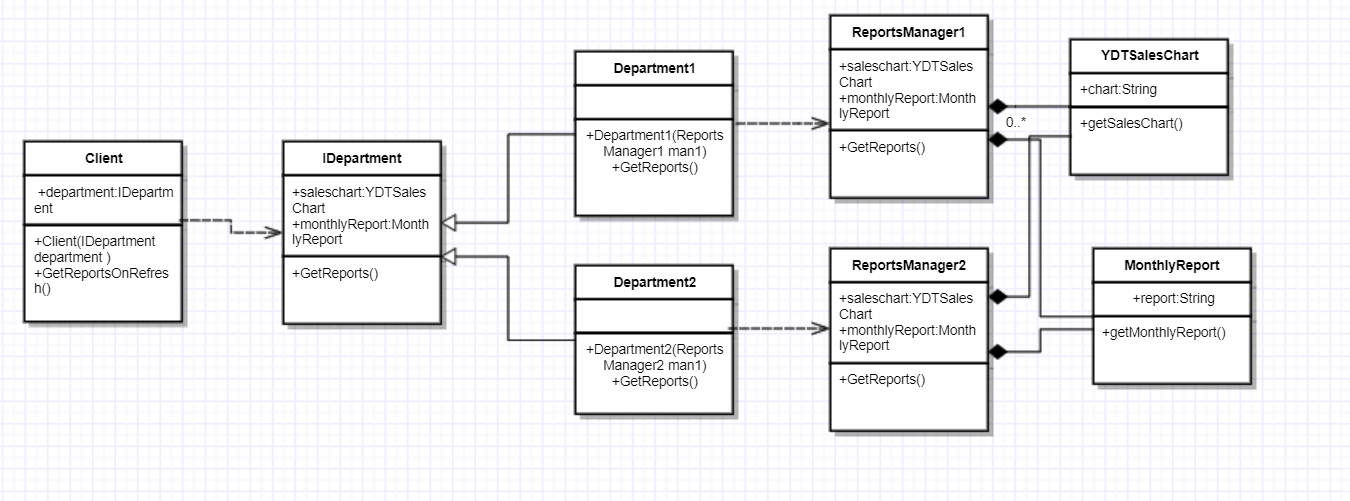 Client
+department:IDepartm
ent
+Client(IDepartment
department )
+GetReportsOnRefres
h()
IDepartment
+saleschart:YDTSales
Chart
+monthlyReport:Month
lyReport
+GetReports()
Department1
+Department1(Reports
Manager1 man1)
+GetReports()
Department2
+Department2(Reports
Manager2 man1)
+GetReports()
ReportsManager1
+saleschart:YDTSales
Chart
+monthlyReport:Month
lyReport
+GetReports()
ReportsManager2
+saleschart:YDTSales
Chart
+monthlyReport:Month
lyReport
+GetReports()
0..*
YDTSalesChart
+chart:String
+getSalesChart()
MonthlyReport
+report:String
+getMonthlyReport()